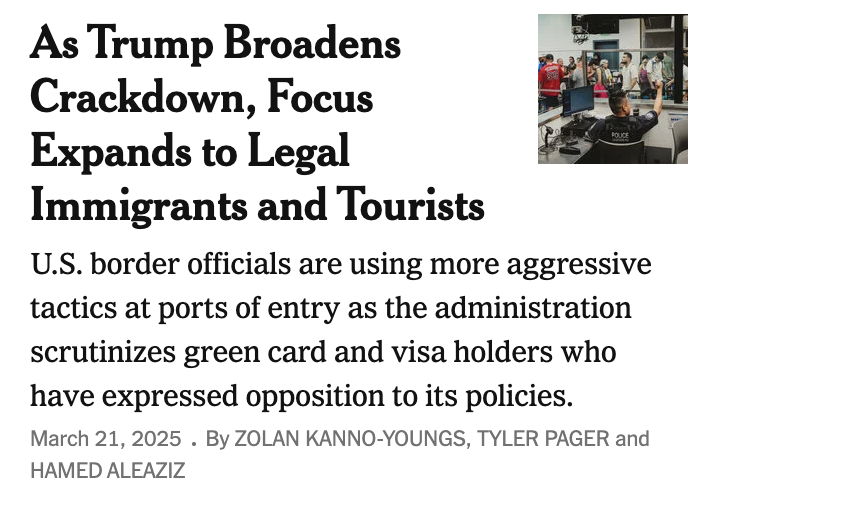 As Trump Broadens
Crackdown, Focus
Expands to Legal
Immigrants and Tourists
POLICE
U.S. border officials are using more aggressive
tactics at ports of entry as the administration
scrutinizes green card and visa holders who
have expressed opposition to its policies.
March 21, 2025 . By ZOLAN KANNO-YOUNGS, TYLER PAGER and
HAMED ALEAZIZ